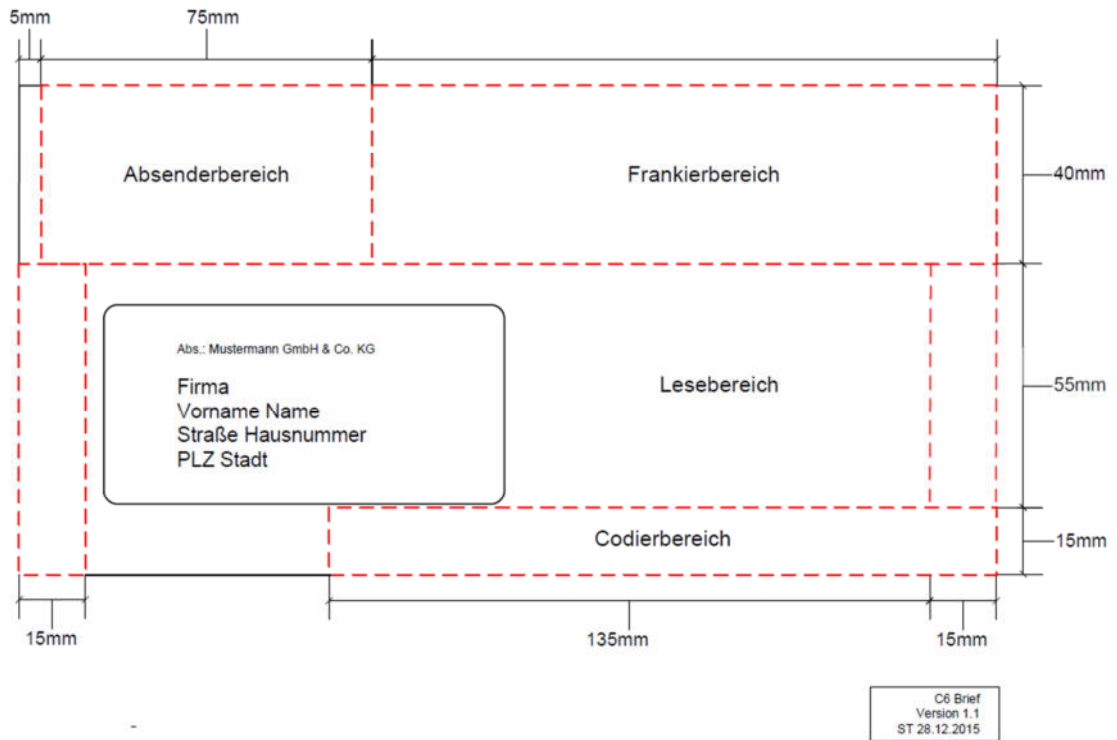 5mm
75mm
Absenderbereich
Frankierbereich
40mm
Abs.: Mustermann GmbH & Co. KG
Firma
Vorname Name
Straße Hausnummer
PLZ Stadt
Lesebereich
55mm
Codierbereich
15mm
15mm
135mm
15mm
C6 Brief
Version 1.1
ST 28.12.2015